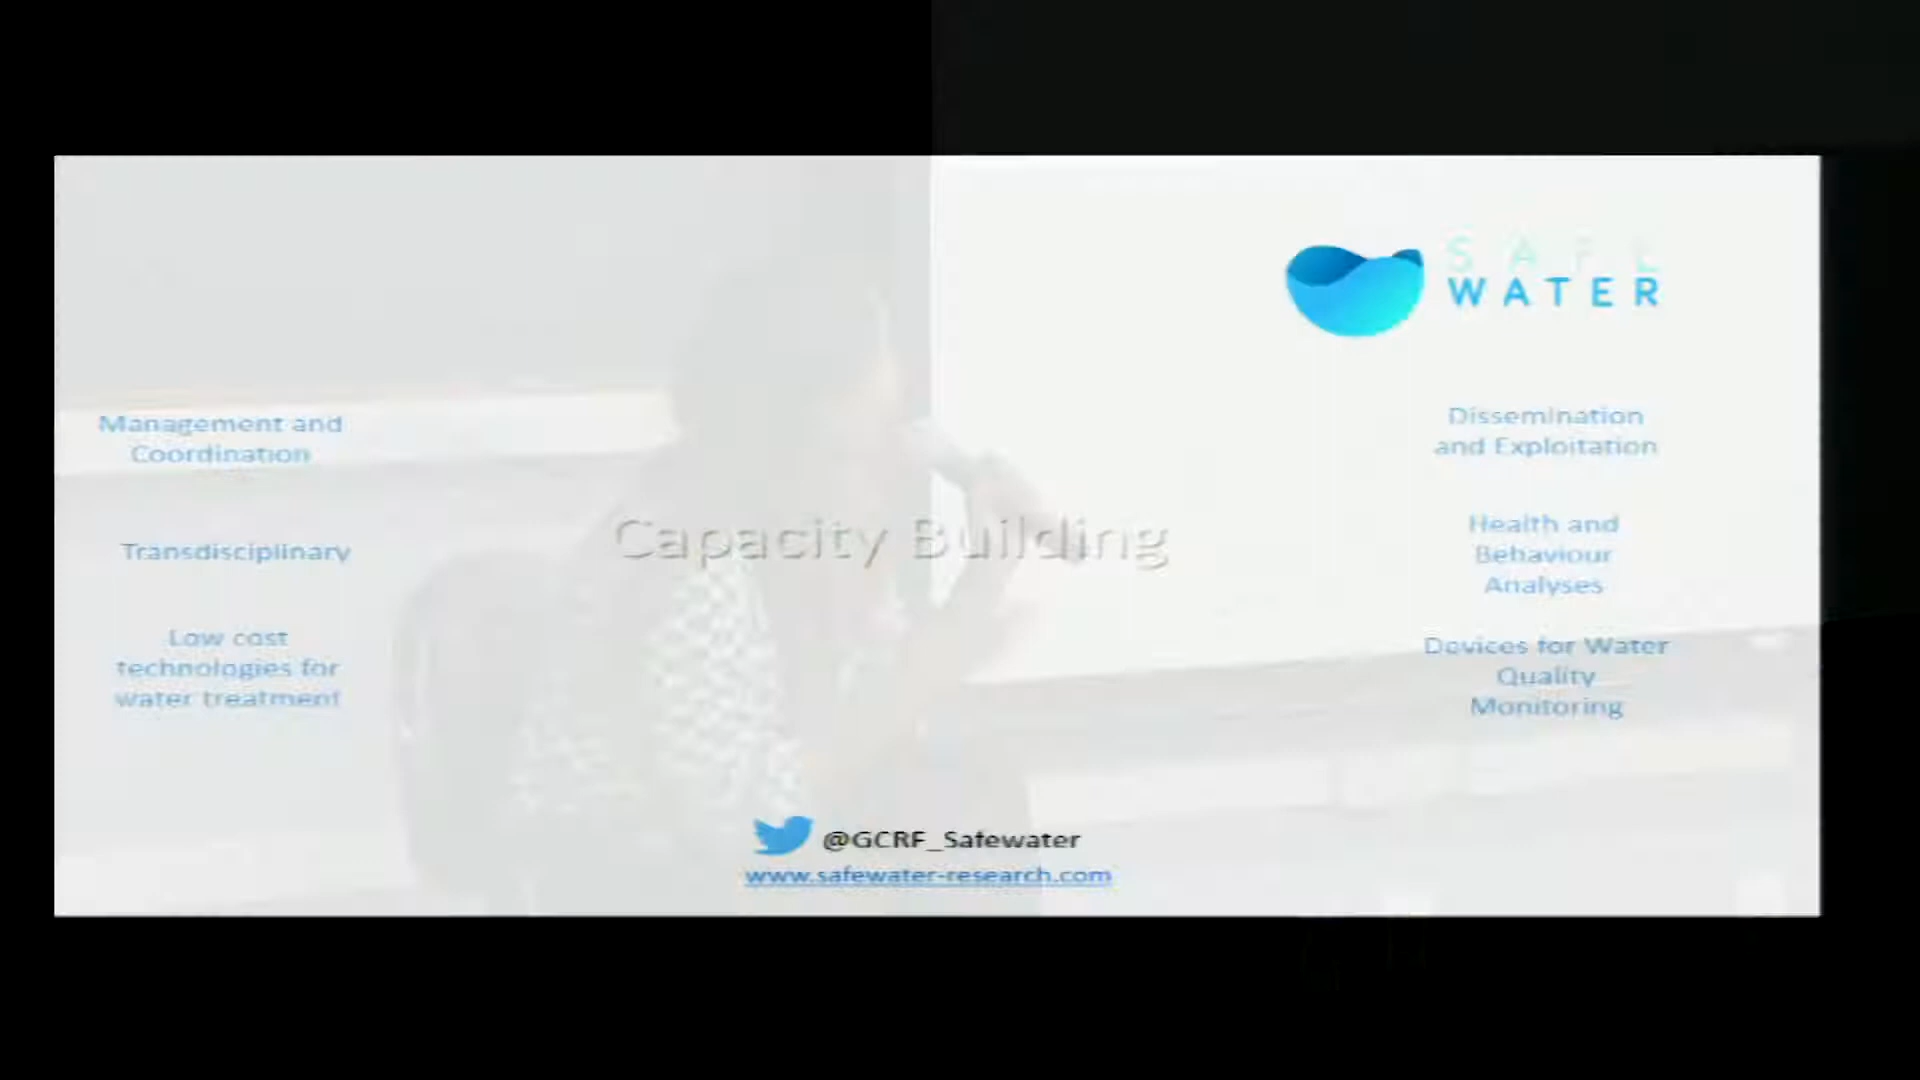 SAFE
WATER
Management and
Coordination
Transdisciplinary
Low cost
technologies for
water treatment
Capacity Building
Dissemination
and Exploitation
Health and
Behaviour
Analyses
Devices for Water
Quality
Monitoring
@GCRF_Safewater
www.safewater-research.com